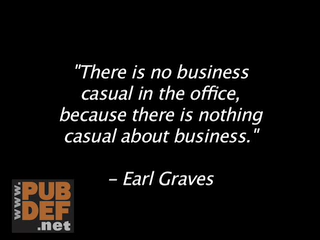 "There is no business
casual in the office,
because there is nothing
casual about business."
– Earl Graves
www.
PUB
DEF
.net